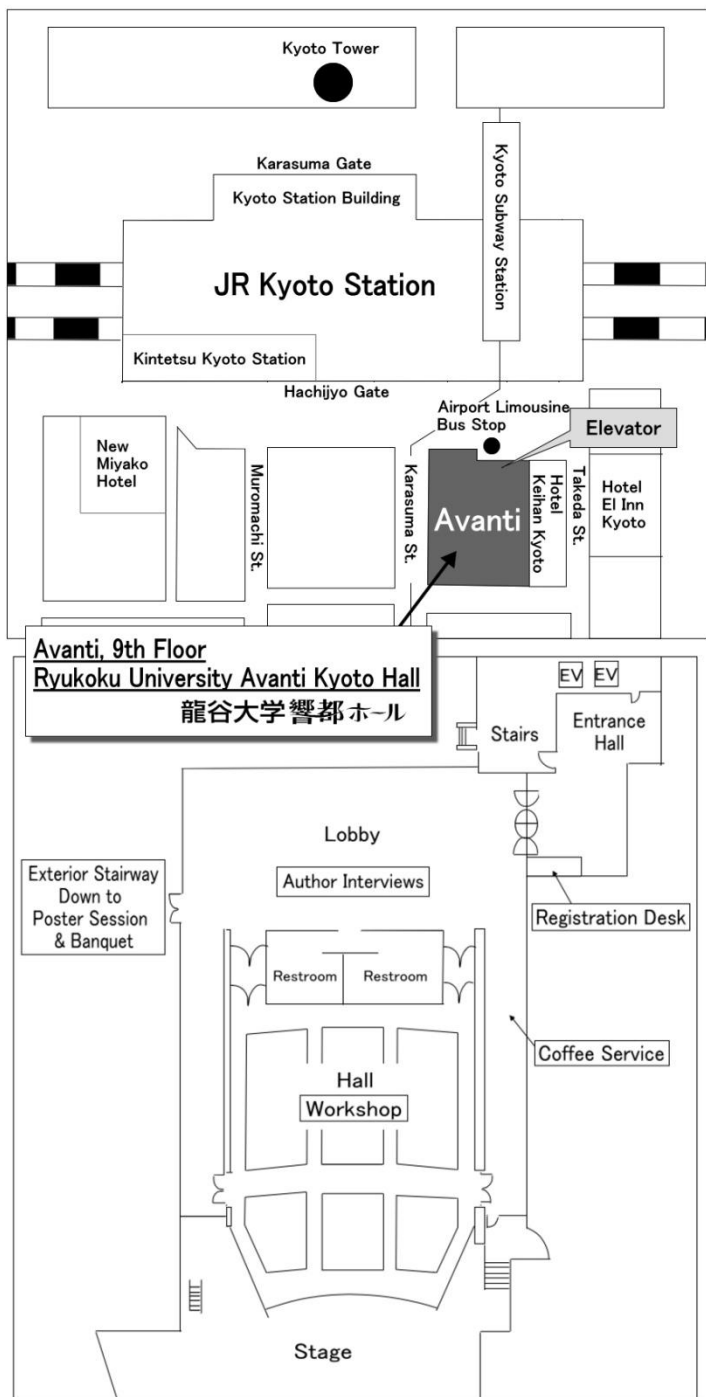 Kyoto Tower
Karasuma Gate
Kyoto Station Building
Kyoto Subway Station
JR Kyoto Station
Kintetsu Kyoto Station
Hachijyo Gate
Airport Limousine
Bus Stop
Elevator
New
Miyako
Hotel
Muromachi St.
Karasuma St.
Avanti
Hotel
Keihan Kyoto
Takeda St.
Hotel
El Inn
Kyoto
Avanti, 9th Floor
Ryukoku University Avanti Kyoto Hall
龍谷大学響都ホール
EV
EV
Stairs
Entrance
Hall
Lobby
Author Interviews
Exterior Stairway
Down to
Poster Session
& Banquet
Registration Desk
Restroom
Restroom
Coffee Service
Hall
Workshop
Stage